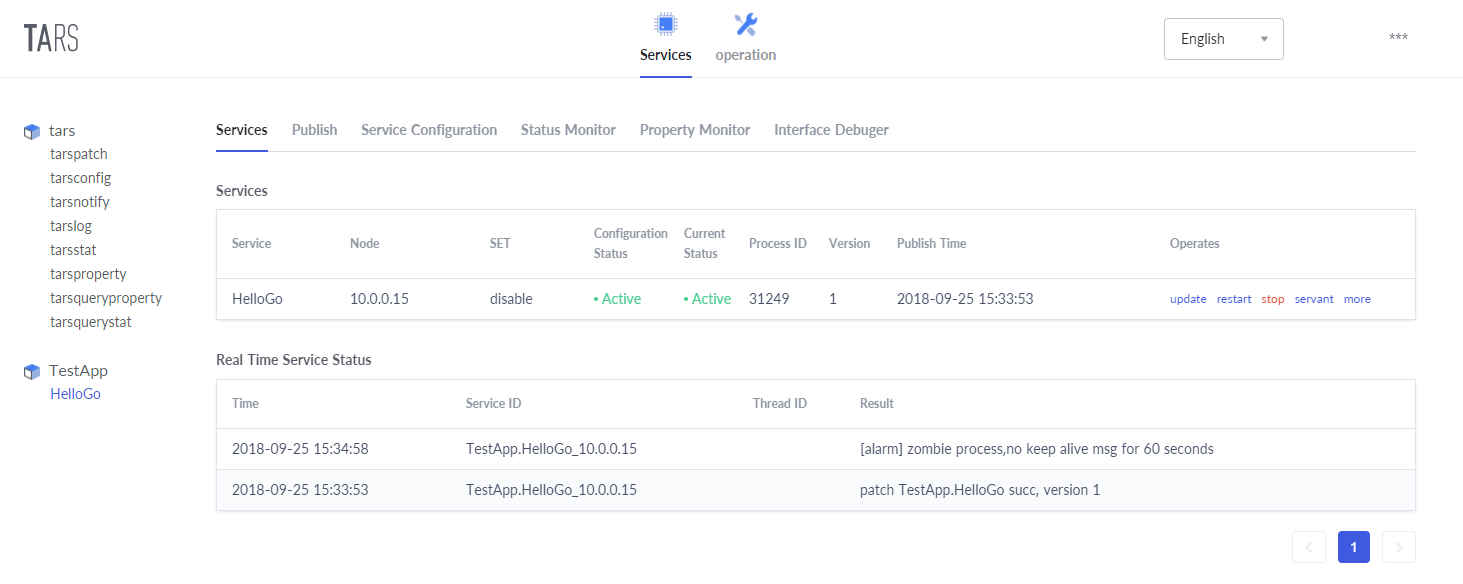 TARS
Services
operation
English
***
tars
tarspatch
tarsconfig
tarsnotify
tarslog
tarsstat
tarsproperty
tarsqueryproperty
tarsquerystat
TestApp
HelloGo
Services Publish Service Configuration Status Monitor Property Monitor Interface Debuger
Services
Service Node SET Configuration Status Current Status Process ID Version Publish Time Operates
HelloGo 10.0.0.15 disable Active Active 31249 1 2018-09-25 15:33:53 update restart stop servant more
Real Time Service Status
Time Service ID Thread ID Result
2018-09-25 15:34:58 TestApp.HelloGo_10.0.0.15 [alarm] zombie process,no keep alive msg for 60 seconds
2018-09-25 15:33:53 TestApp.HelloGo_10.0.0.15 patch TestApp.HelloGo succ, version 1
1